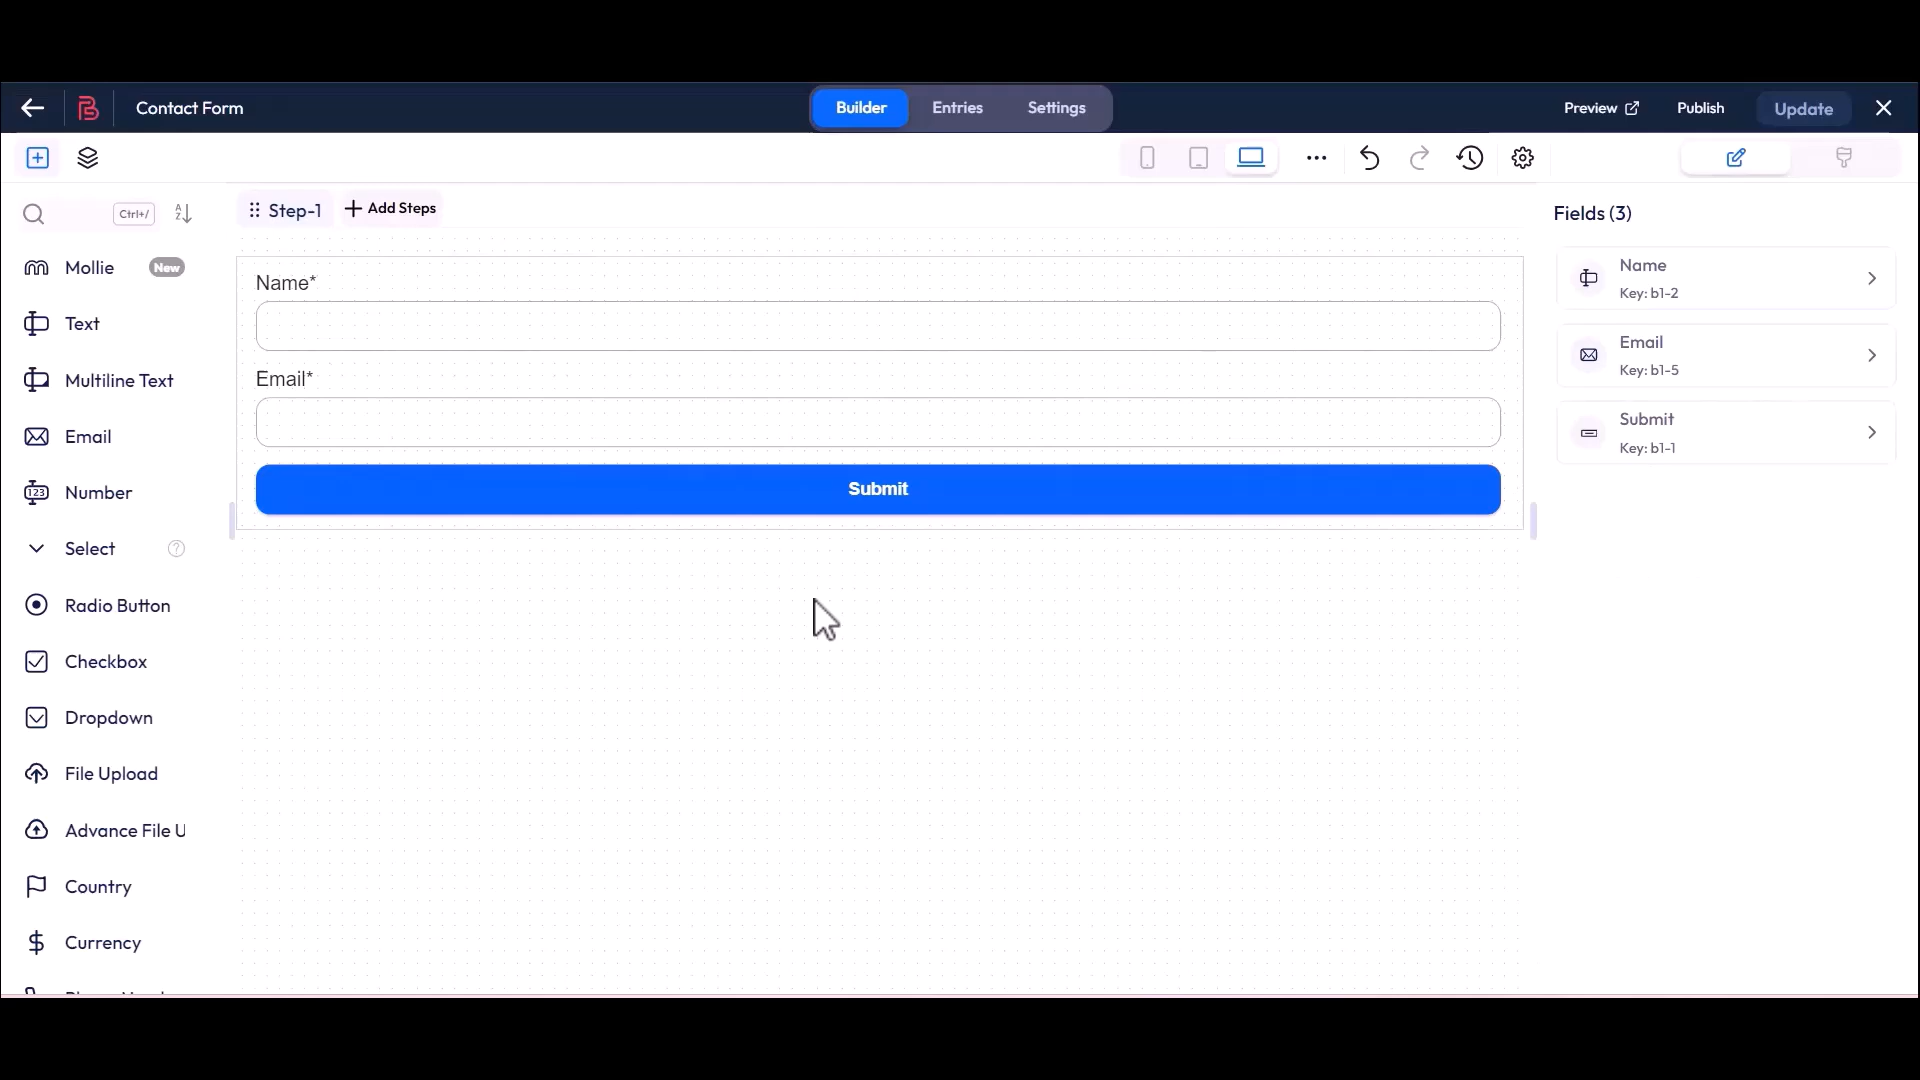 Contact Form
Builder
Entries
Settings
Preview
Publish
Update
Ctrl+/
Step-1
Add Steps
Fields (3)
Mollie
New
Text
Multiline Text
Email
Number
Select
Radio Button
Checkbox
Dropdown
File Upload
Advance File U
Country
Currency
Name*
Email*
Submit
Name
Key: b1-2
Email
Key: b1-5
Submit
Key: b1-1